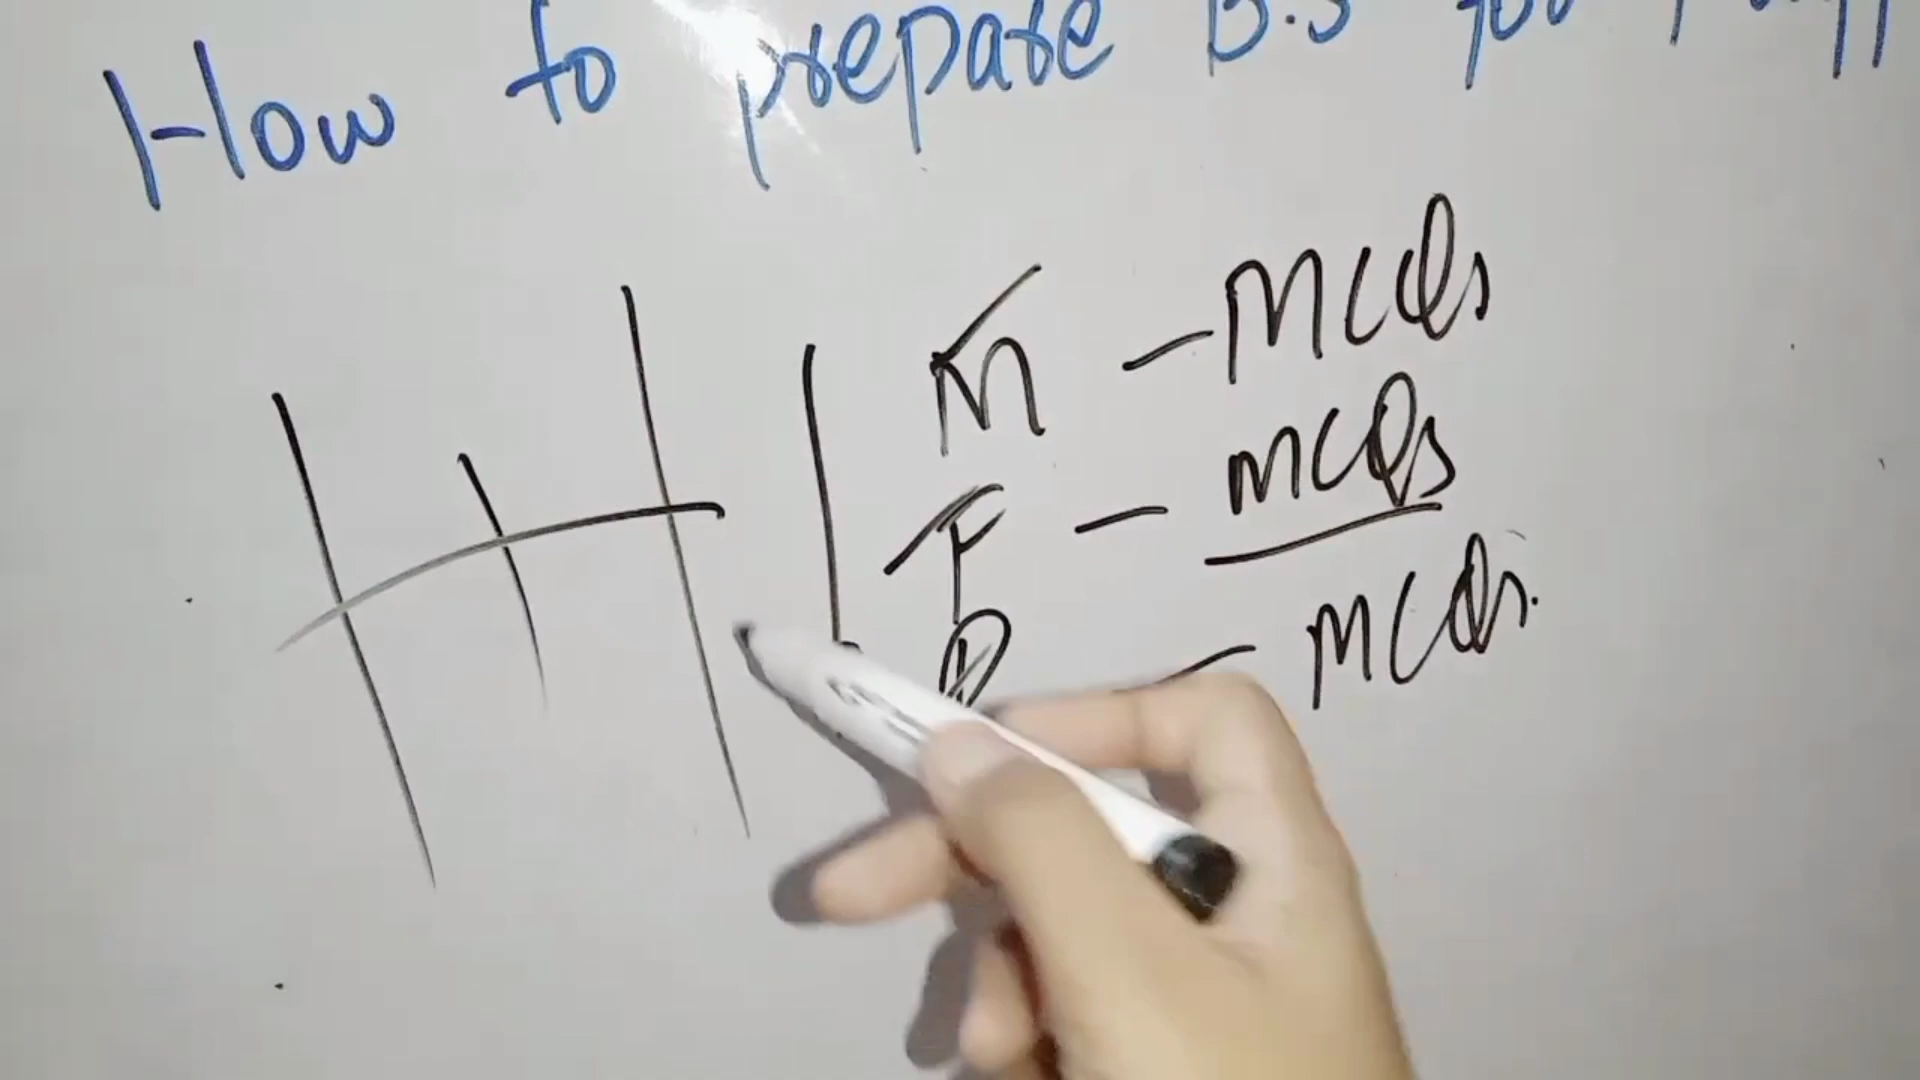 How to prepare B.S for
M - MCQs
F - MCQs
D - MCQs.